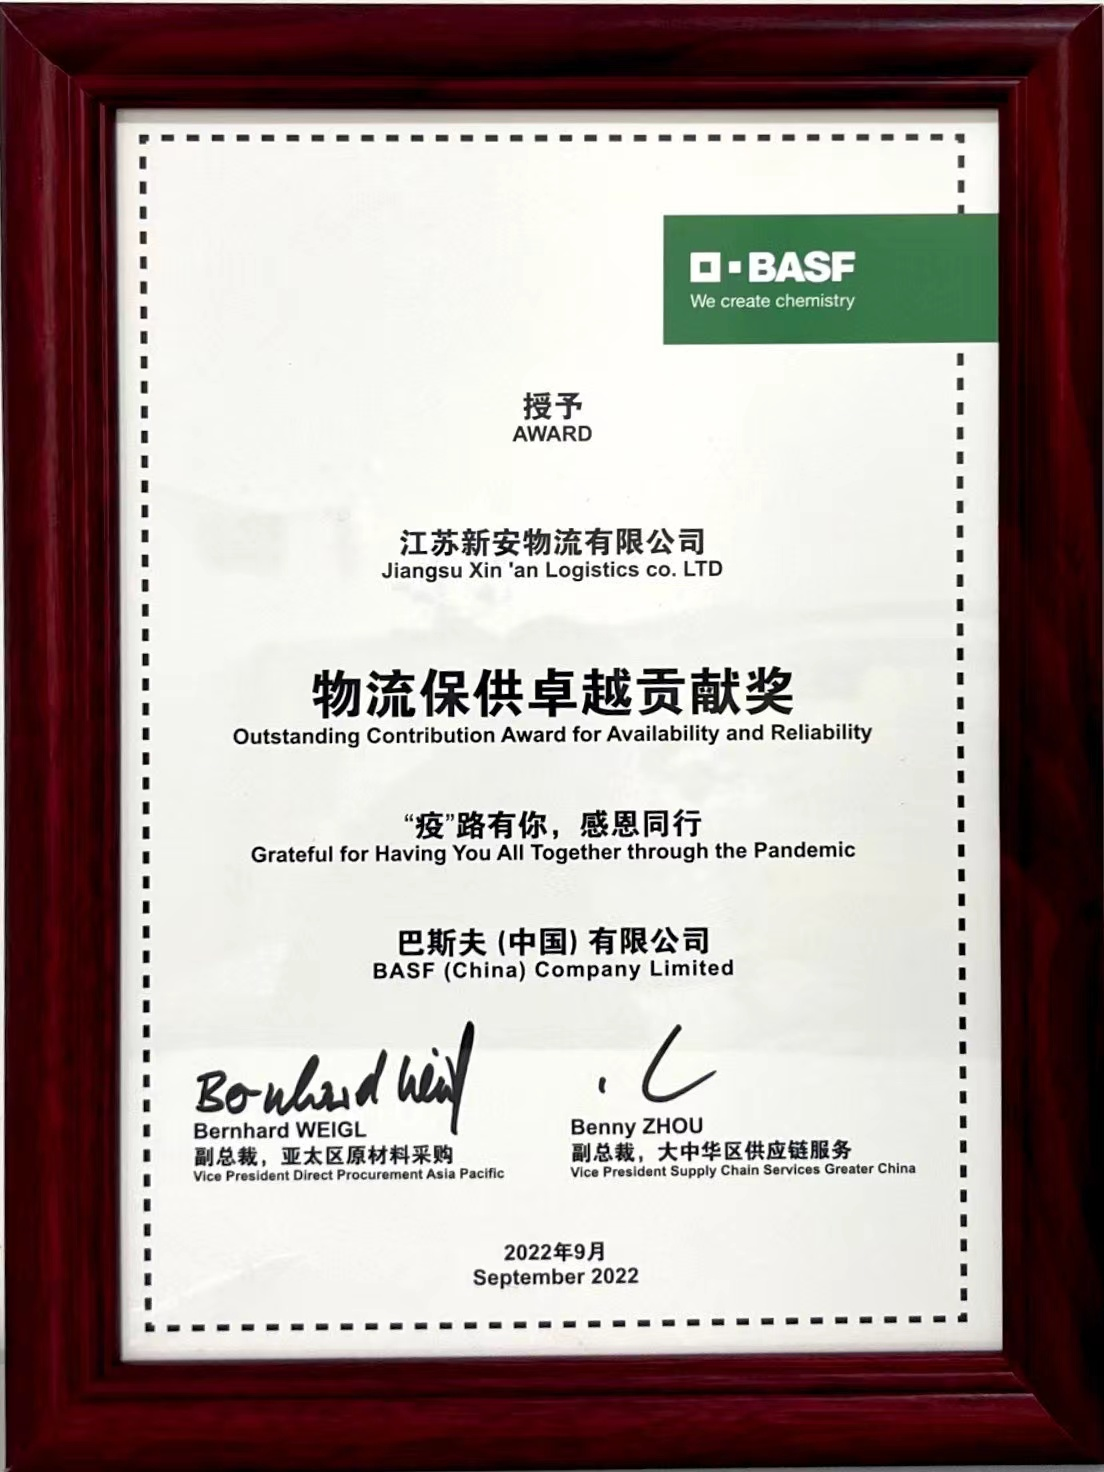 BASF
We create chemistry
授予
AWARD
江苏新安物流有限公司
Jiangsu Xin 'an Logistics co. LTD
物流保供卓越贡献奖
Outstanding Contribution Award for Availability and Reliability
“疫”路有你，感恩同行
Grateful for Having You All Together through the Pandemic
巴斯夫 (中国) 有限公司
BASF (China) Company Limited
Bernhard Weigl
Bernhard WEIGL
副总裁，亚太区原材料采购
Vice President Direct Procurement Asia Pacific
Benny ZHOU
副总裁，大中华区供应链服务
Vice President Supply Chain Services Greater China
2022年9月
September 2022